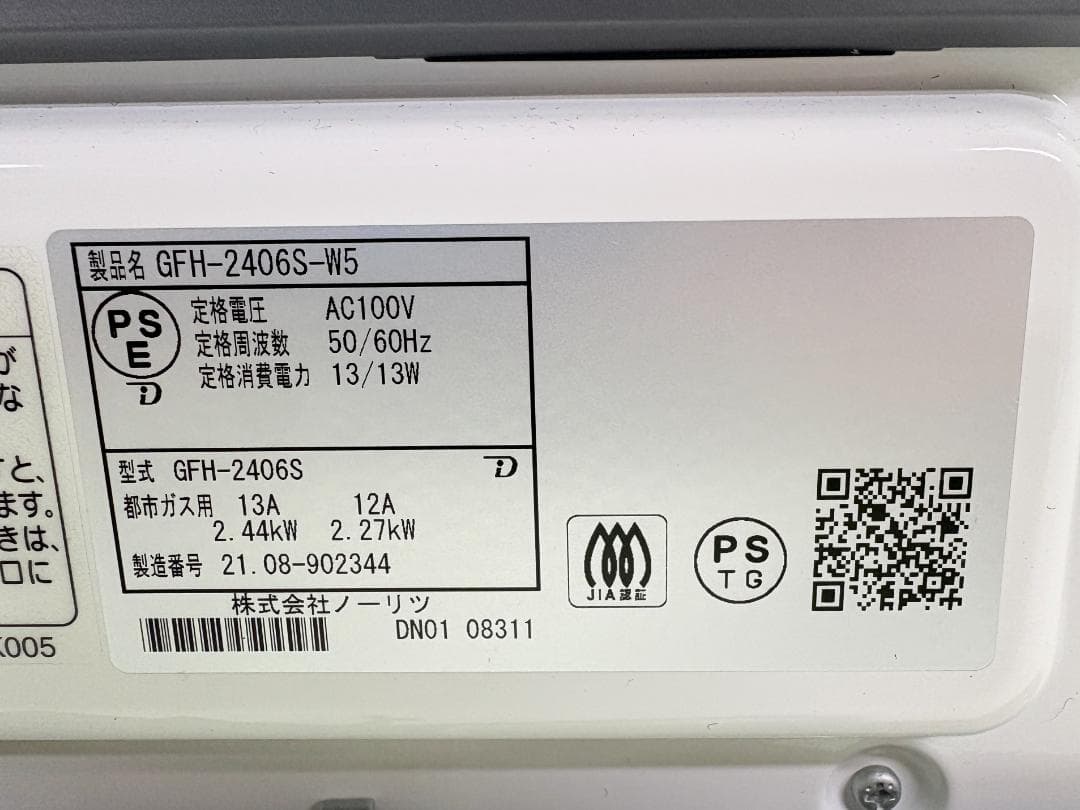 製品名 GFH-2406S-W5
PS
E
定格電圧 AC100V
定格周波数 50/60Hz
定格消費電力 13/13W
型式 GFH-2406S
都市ガス用 13A 12A
2.44kW 2.27kW
製造番号 21.08-902344
株式会社ノーリツ
DN01 08311
JIA認証
PS
TG
が
な
と、
ます。
きは、
口に
K005